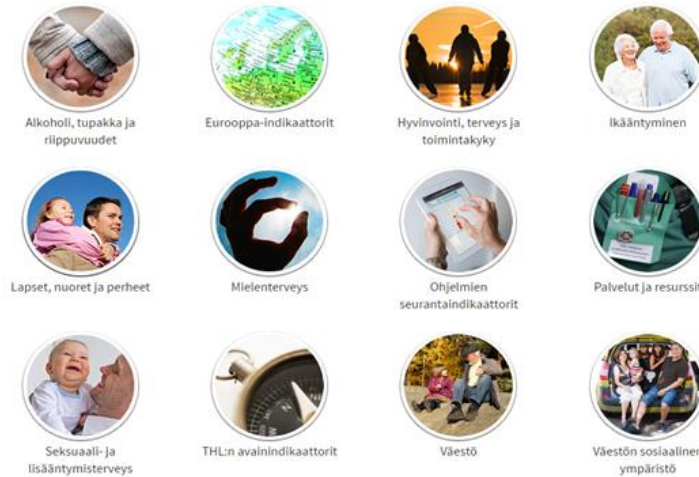 Alkoholi, tupakka ja
riippuvuudet
Eurooppa-indikaattorit
Hyvinvointi, terveys ja
toimintakyky
Ikääntyminen
Lapset, nuoret ja perheet
Mielenterveys
Ohjelmien
seurantaindikaattorit
Palvelut ja resurssit
Seksuaali- ja
lisääntymisterveys
THL:n avainindikaattorit
Väestö
Väestön sosiaalinen
ympäristö